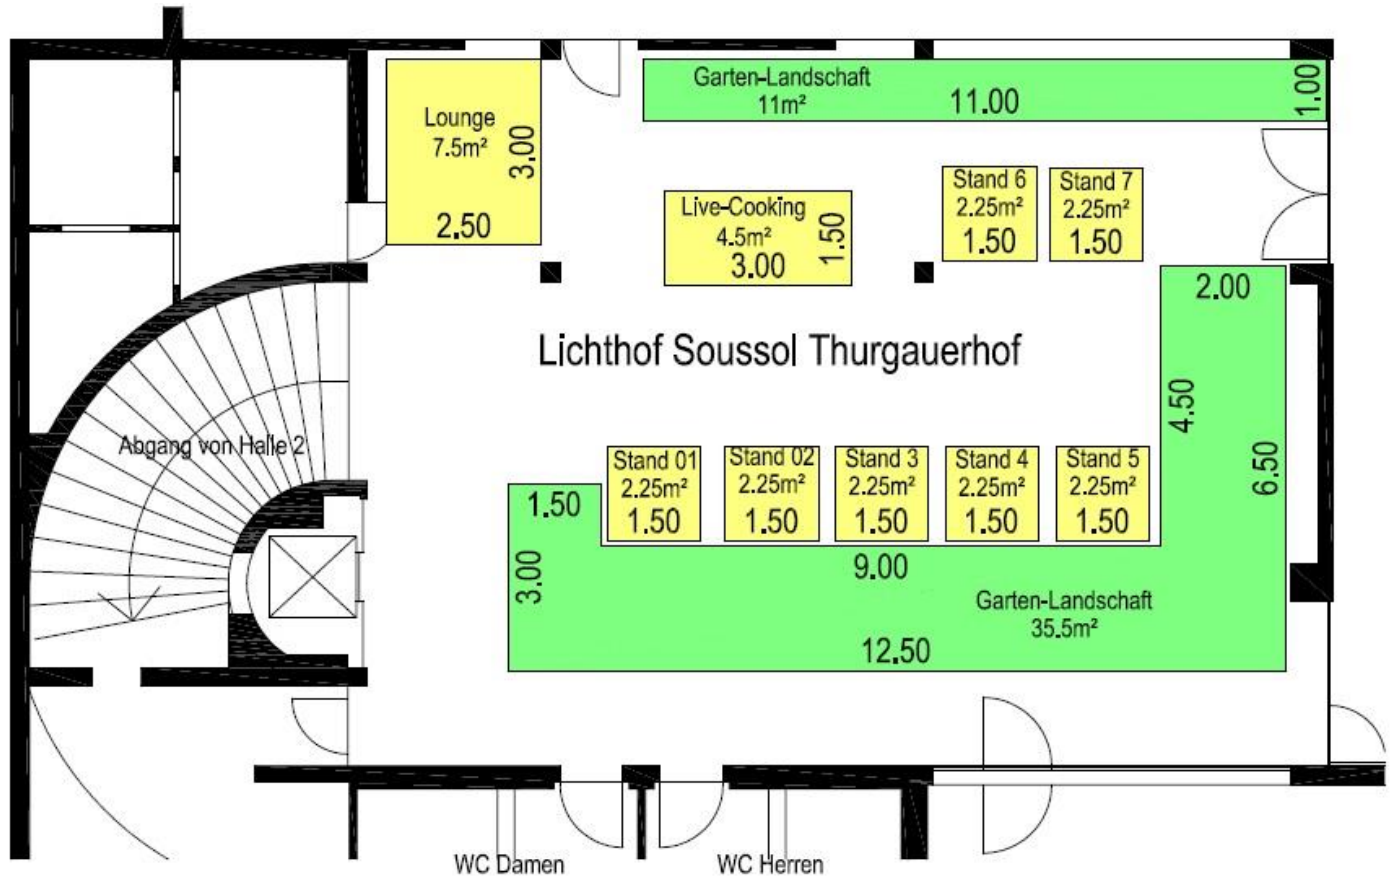 Garten-Landschaft
11m²
11.00
1.00
Lounge
7.5m²
3.00
2.50
Live-Cooking
4.5m²
3.00
1.50
Stand 6
2.25m²
1.50
Stand 7
2.25m²
1.50
2.00
Lichthof Soussol Thurgauerhof
4.50
6.50
Abgang von Halle 2
Stand 01
2.25m²
1.50
Stand 02
2.25m²
1.50
Stand 3
2.25m²
1.50
Stand 4
2.25m²
1.50
Stand 5
2.25m²
1.50
1.50
3.00
9.00
Garten-Landschaft
35.5m²
12.50
WC Damen
WC Herren